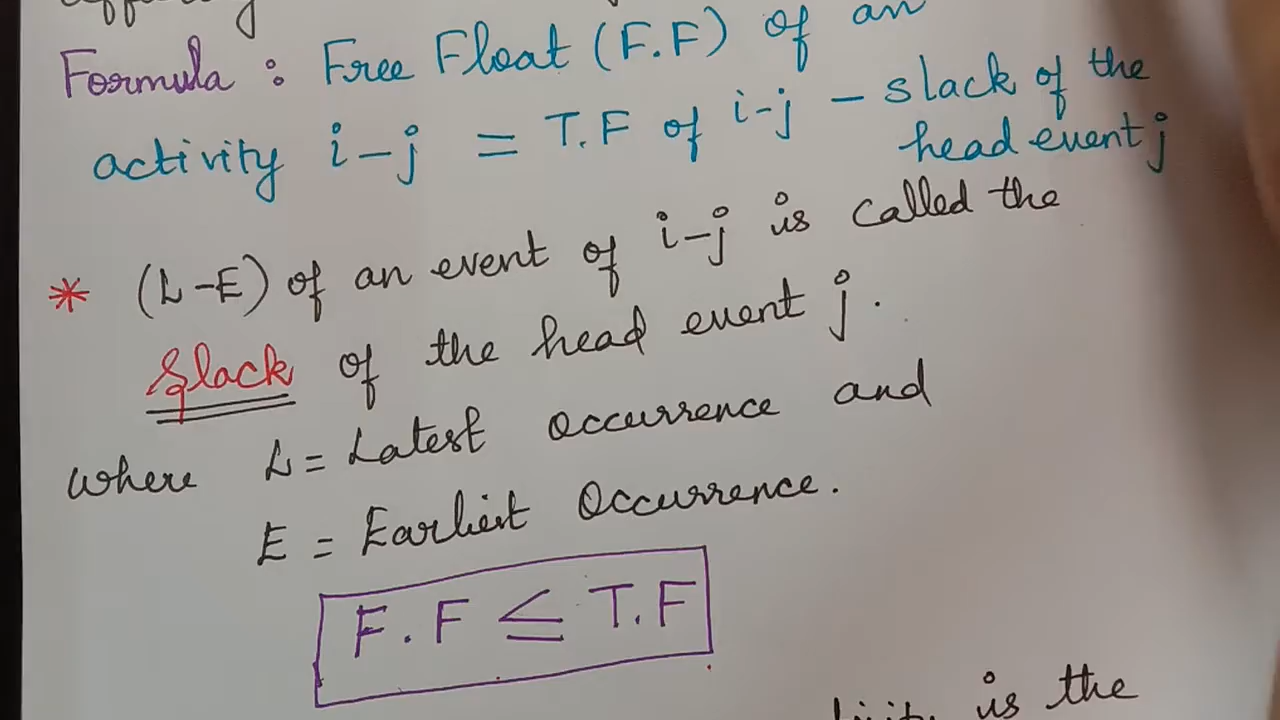 Formula : Free Float (F.F) of an
activity i-j = T.F of i-j - slack of the
head event j
* (L-E) of an event of i-j is called the
Slack of the head event j.
where L = Latest Occurrence and
E = Earliest Occurrence.
F.F ≤ T.F
is the